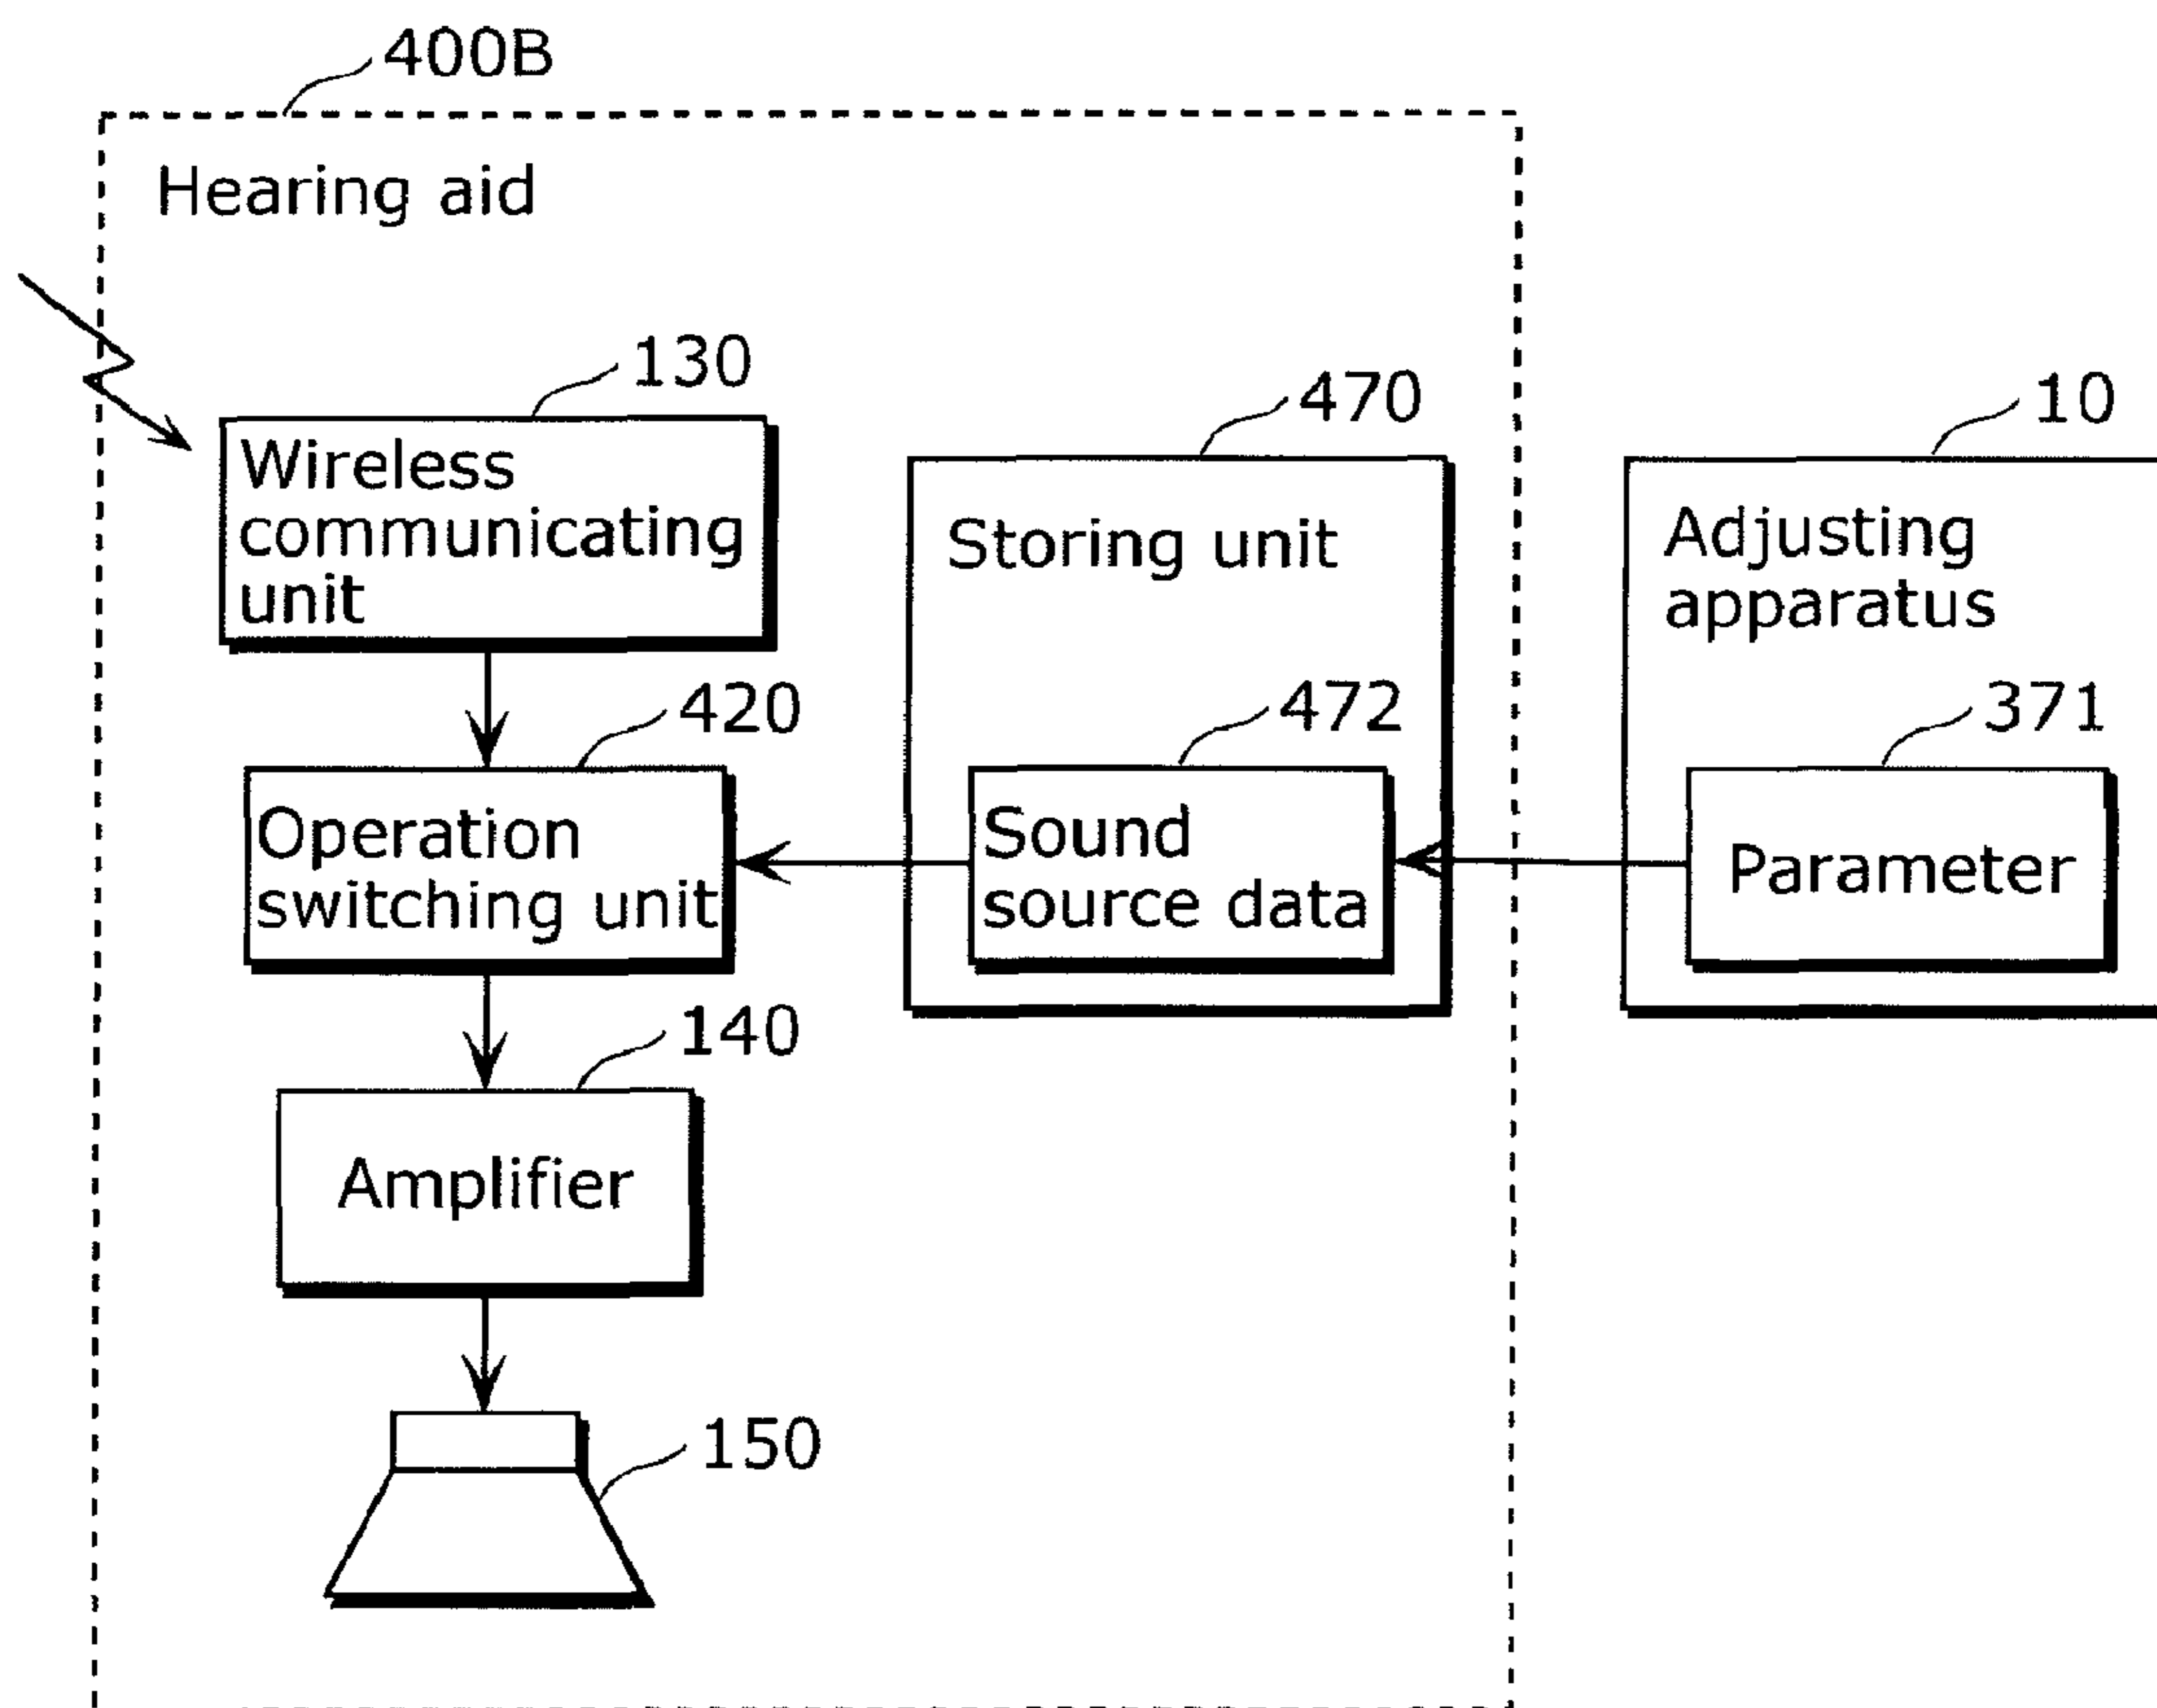 400B
Hearing aid
130
Wireless
communicating
unit
470
Storing unit
10
Adjusting
apparatus
420
Operation
switching unit
472
Sound
source data
371
Parameter
140
Amplifier
150